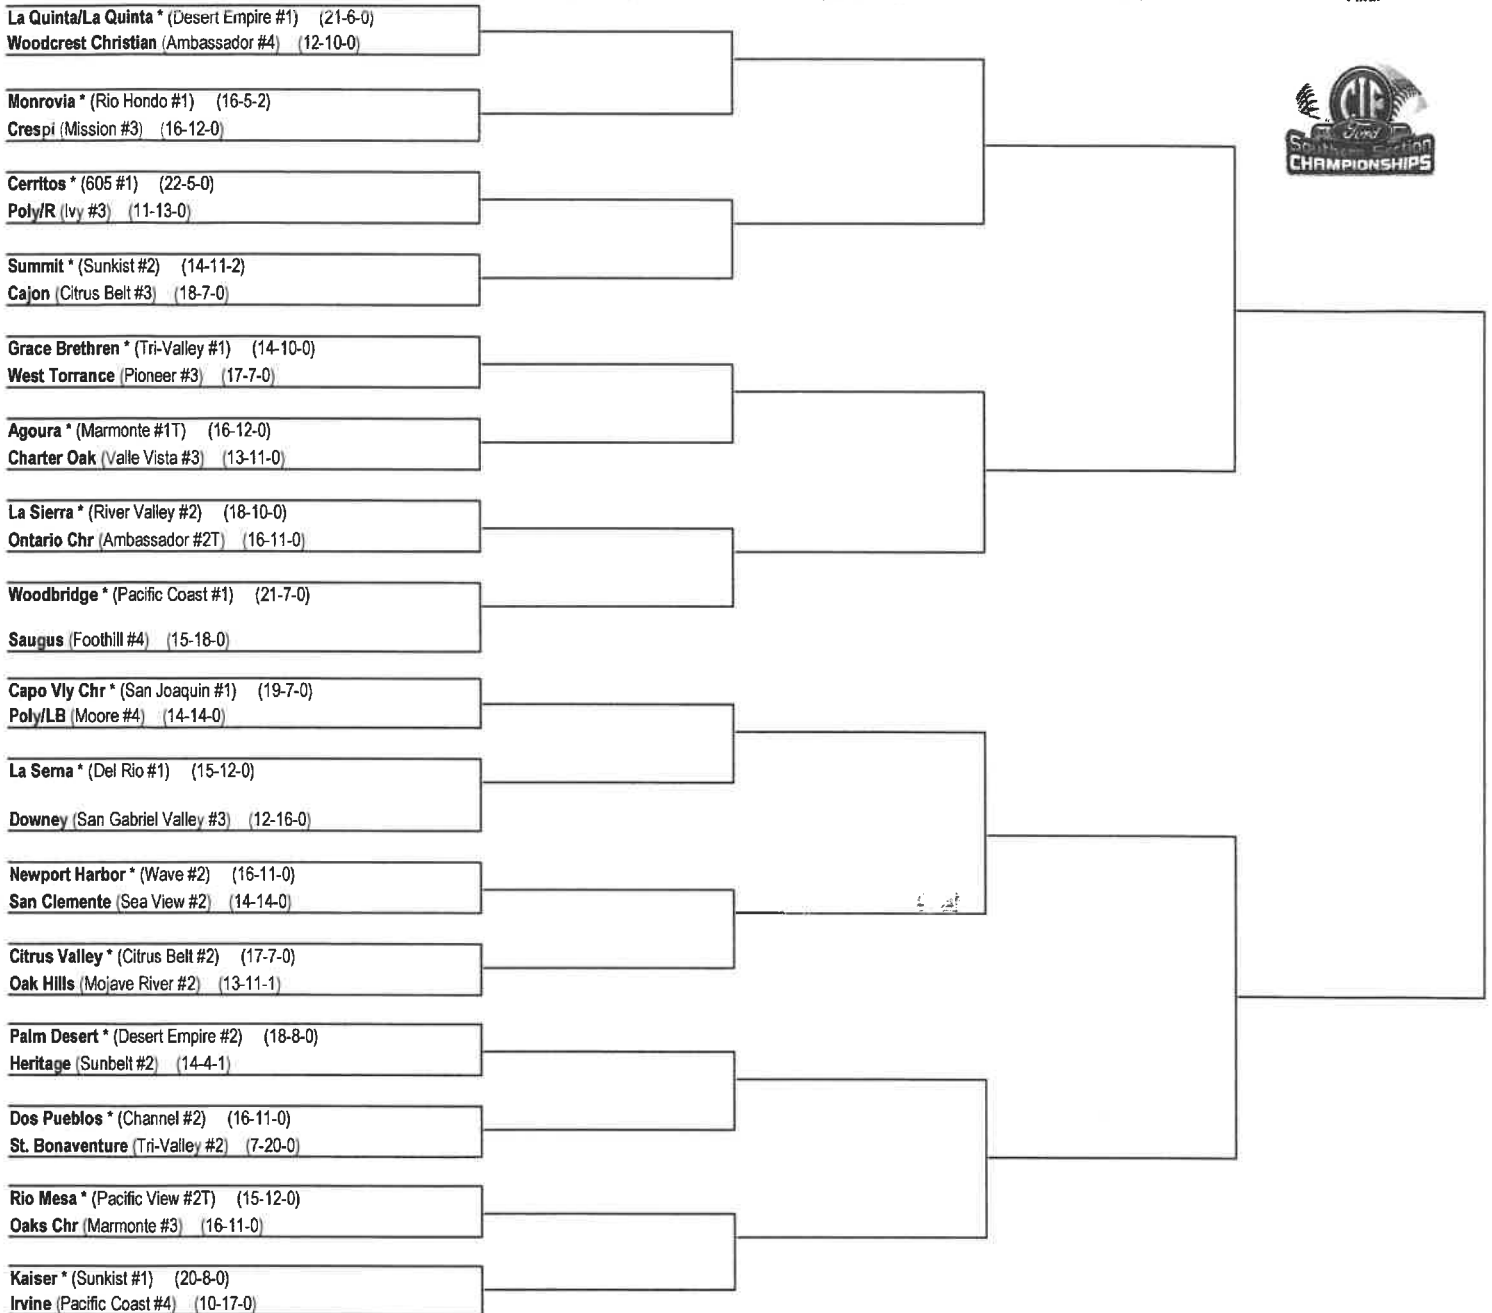 La Quinta/La Quinta * (Desert Empire #1) (21-6-0)
Woodcrest Christian (Ambassador #4) (12-10-0)
Monrovia * (Rio Hondo #1) (16-5-2)
Crespi (Mission #3) (16-12-0)
Cerritos * (605 #1) (22-5-0)
Poly/R (Ivy #3) (11-13-0)
Summit * (Sunkist #2) (14-11-2)
Cajon (Citrus Belt #3) (18-7-0)
Grace Brethren * (Tri-Valley #1) (14-10-0)
West Torrance (Pioneer #3) (17-7-0)
Agoura * (Marmonte #1T) (16-12-0)
Charter Oak (Valle Vista #3) (13-11-0)
La Sierra * (River Valley #2) (18-10-0)
Ontario Chr (Ambassador #2T) (16-11-0)
Woodbridge * (Pacific Coast #1) (21-7-0)
Saugus (Foothill #4) (15-18-0)
Capo Vly Chr * (San Joaquin #1) (19-7-0)
Poly/LB (Moore #4) (14-14-0)
La Serna * (Del Rio #1) (15-12-0)
Downey (San Gabriel Valley #3) (12-16-0)
Newport Harbor * (Wave #2) (16-11-0)
San Clemente (Sea View #2) (14-14-0)
Citrus Valley * (Citrus Belt #2) (17-7-0)
Oak Hills (Mojave River #2) (13-11-1)
Palm Desert * (Desert Empire #2) (18-8-0)
Heritage (Sunbelt #2) (14-4-1)
Dos Pueblos * (Channel #2) (16-11-0)
St. Bonaventure (Tri-Valley #2) (7-20-0)
Rio Mesa * (Pacific View #2T) (15-12-0)
Oaks Chr (Marmonte #3) (16-11-0)
Kaiser * (Sunkist #1) (20-8-0)
Irvine (Pacific Coast #4) (10-17-0)
CIF
Ford
Southern Section
CHAMPIONSHIPS